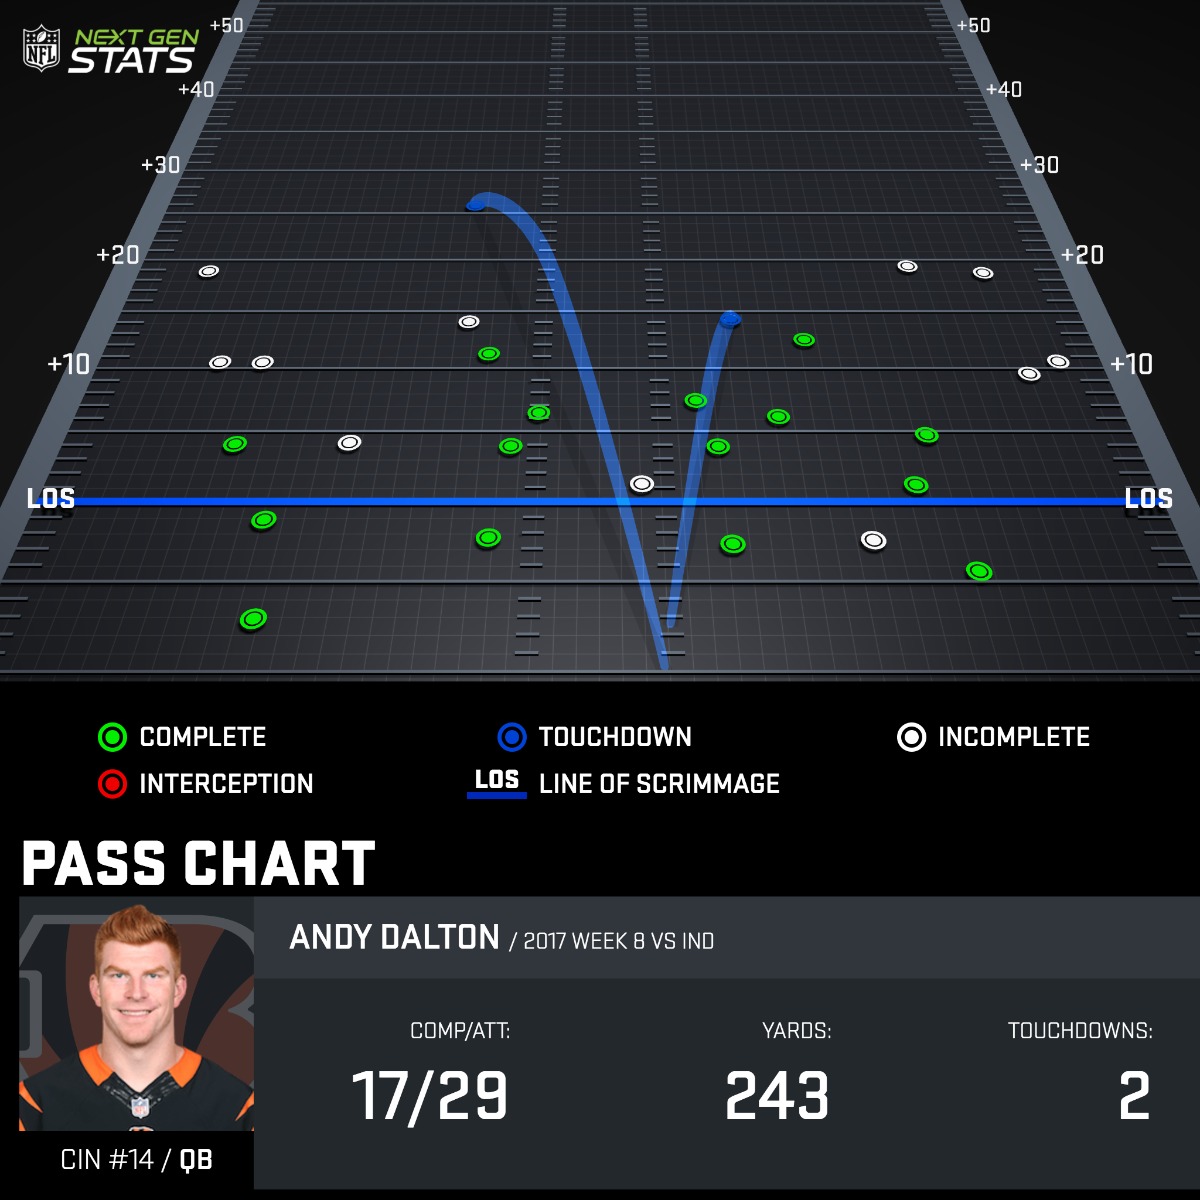 NFL
NEXT GEN
STATS
+50 +50
+40 +40
+30 +30
+20 +20
+10 +10
LOS LOS
COMPLETE TOUCHDOWN INCOMPLETE
INTERCEPTION LOS LINE OF SCRIMMAGE
PASS CHART
ANDY DALTON / 2017 WEEK 8 VS IND
COMP/ATT: YARDS: TOUCHDOWNS:
17/29 243 2
CIN #14 / QB